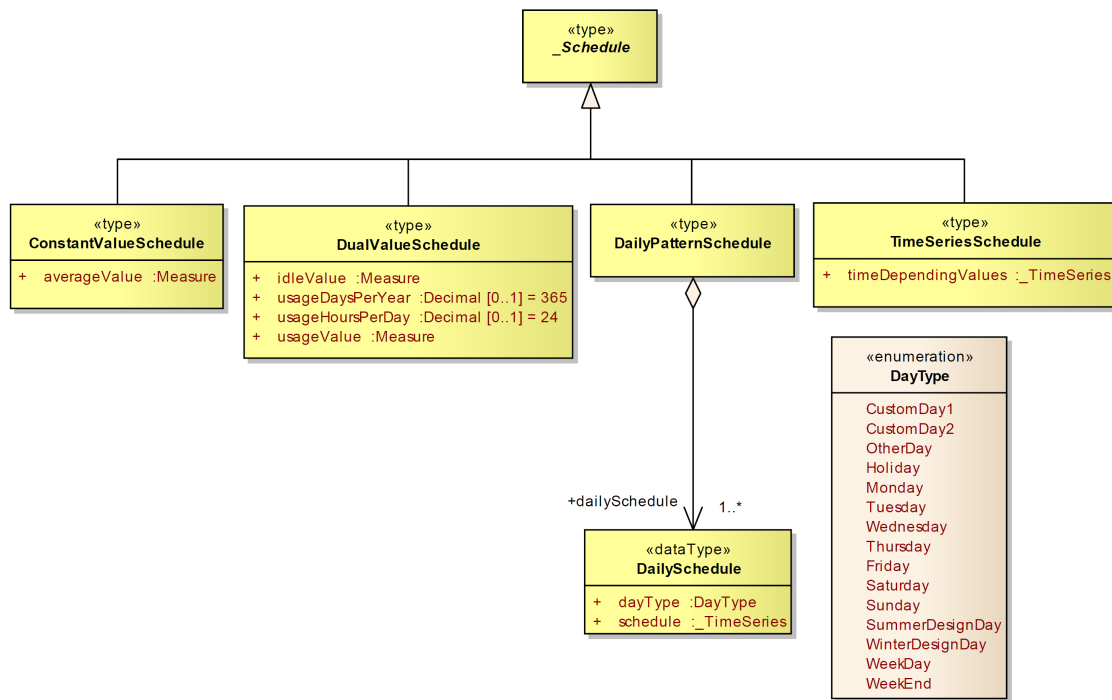 «type»
_Schedule
«type»
ConstantValueSchedule
+ averageValue :Measure
«type»
DualValueSchedule
+ idleValue :Measure
+ usageDaysPerYear :Decimal [0..1] = 365
+ usageHoursPerDay :Decimal [0..1] = 24
+ usageValue :Measure
«type»
DailyPatternSchedule
«type»
TimeSeriesSchedule
+ timeDependingValues :_TimeSeries
«enumeration»
DayType
CustomDay1
CustomDay2
OtherDay
Holiday
Monday
Tuesday
Wednesday
Thursday
Friday
Saturday
Sunday
SummerDesignDay
WinterDesignDay
WeekDay
WeekEnd
+dailySchedule
1..*
«dataType»
DailySchedule
+ dayType :DayType
+ schedule :_TimeSeries